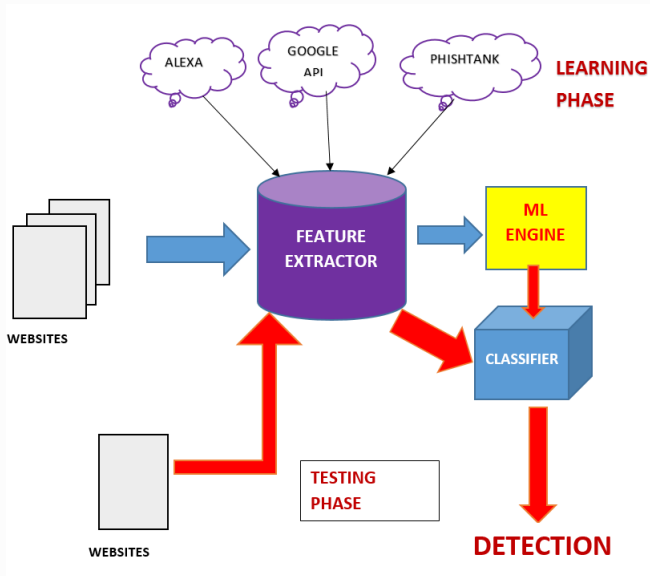 ALEXA
GOOGLE
API
PHISHTANK
LEARNING
PHASE
FEATURE
EXTRACTOR
ML
ENGINE
WEBSITES
CLASSIFIER
TESTING
PHASE
WEBSITES
DETECTION